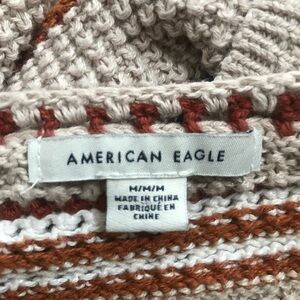 AMERICAN EAGLE
M/M/M
MADE IN CHINA
FABRIQUÉ EN
CHINE